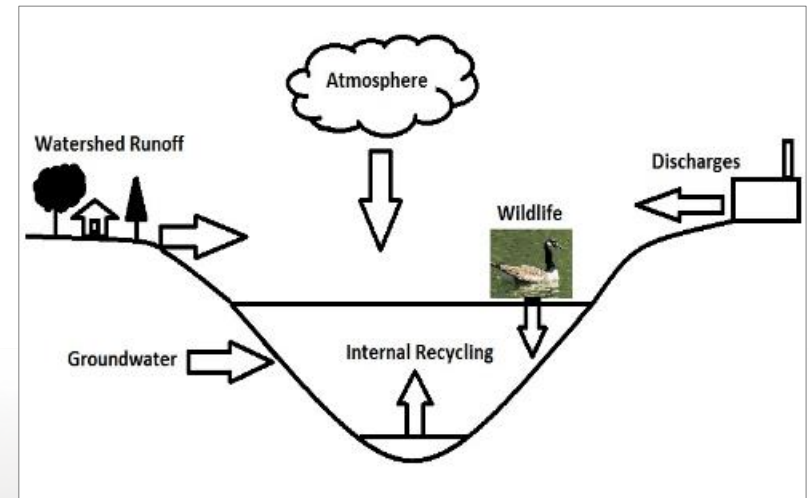 Atmosphere
Watershed Runoff
Discharges
Wildlife
Groundwater
Internal Recycling